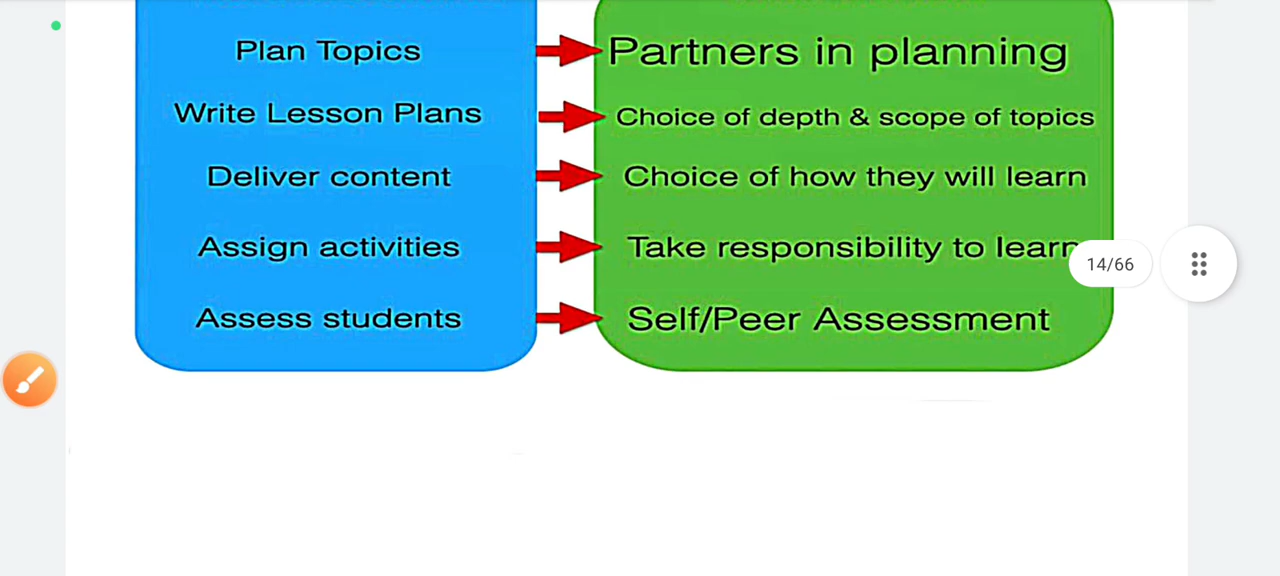 Plan Topics
Partners in planning
Write Lesson Plans
Choice of depth & scope of topics
Deliver content
Choice of how they will learn
Assign activities
Take responsibility to learn
14/66
Assess students
Self/Peer Assessment